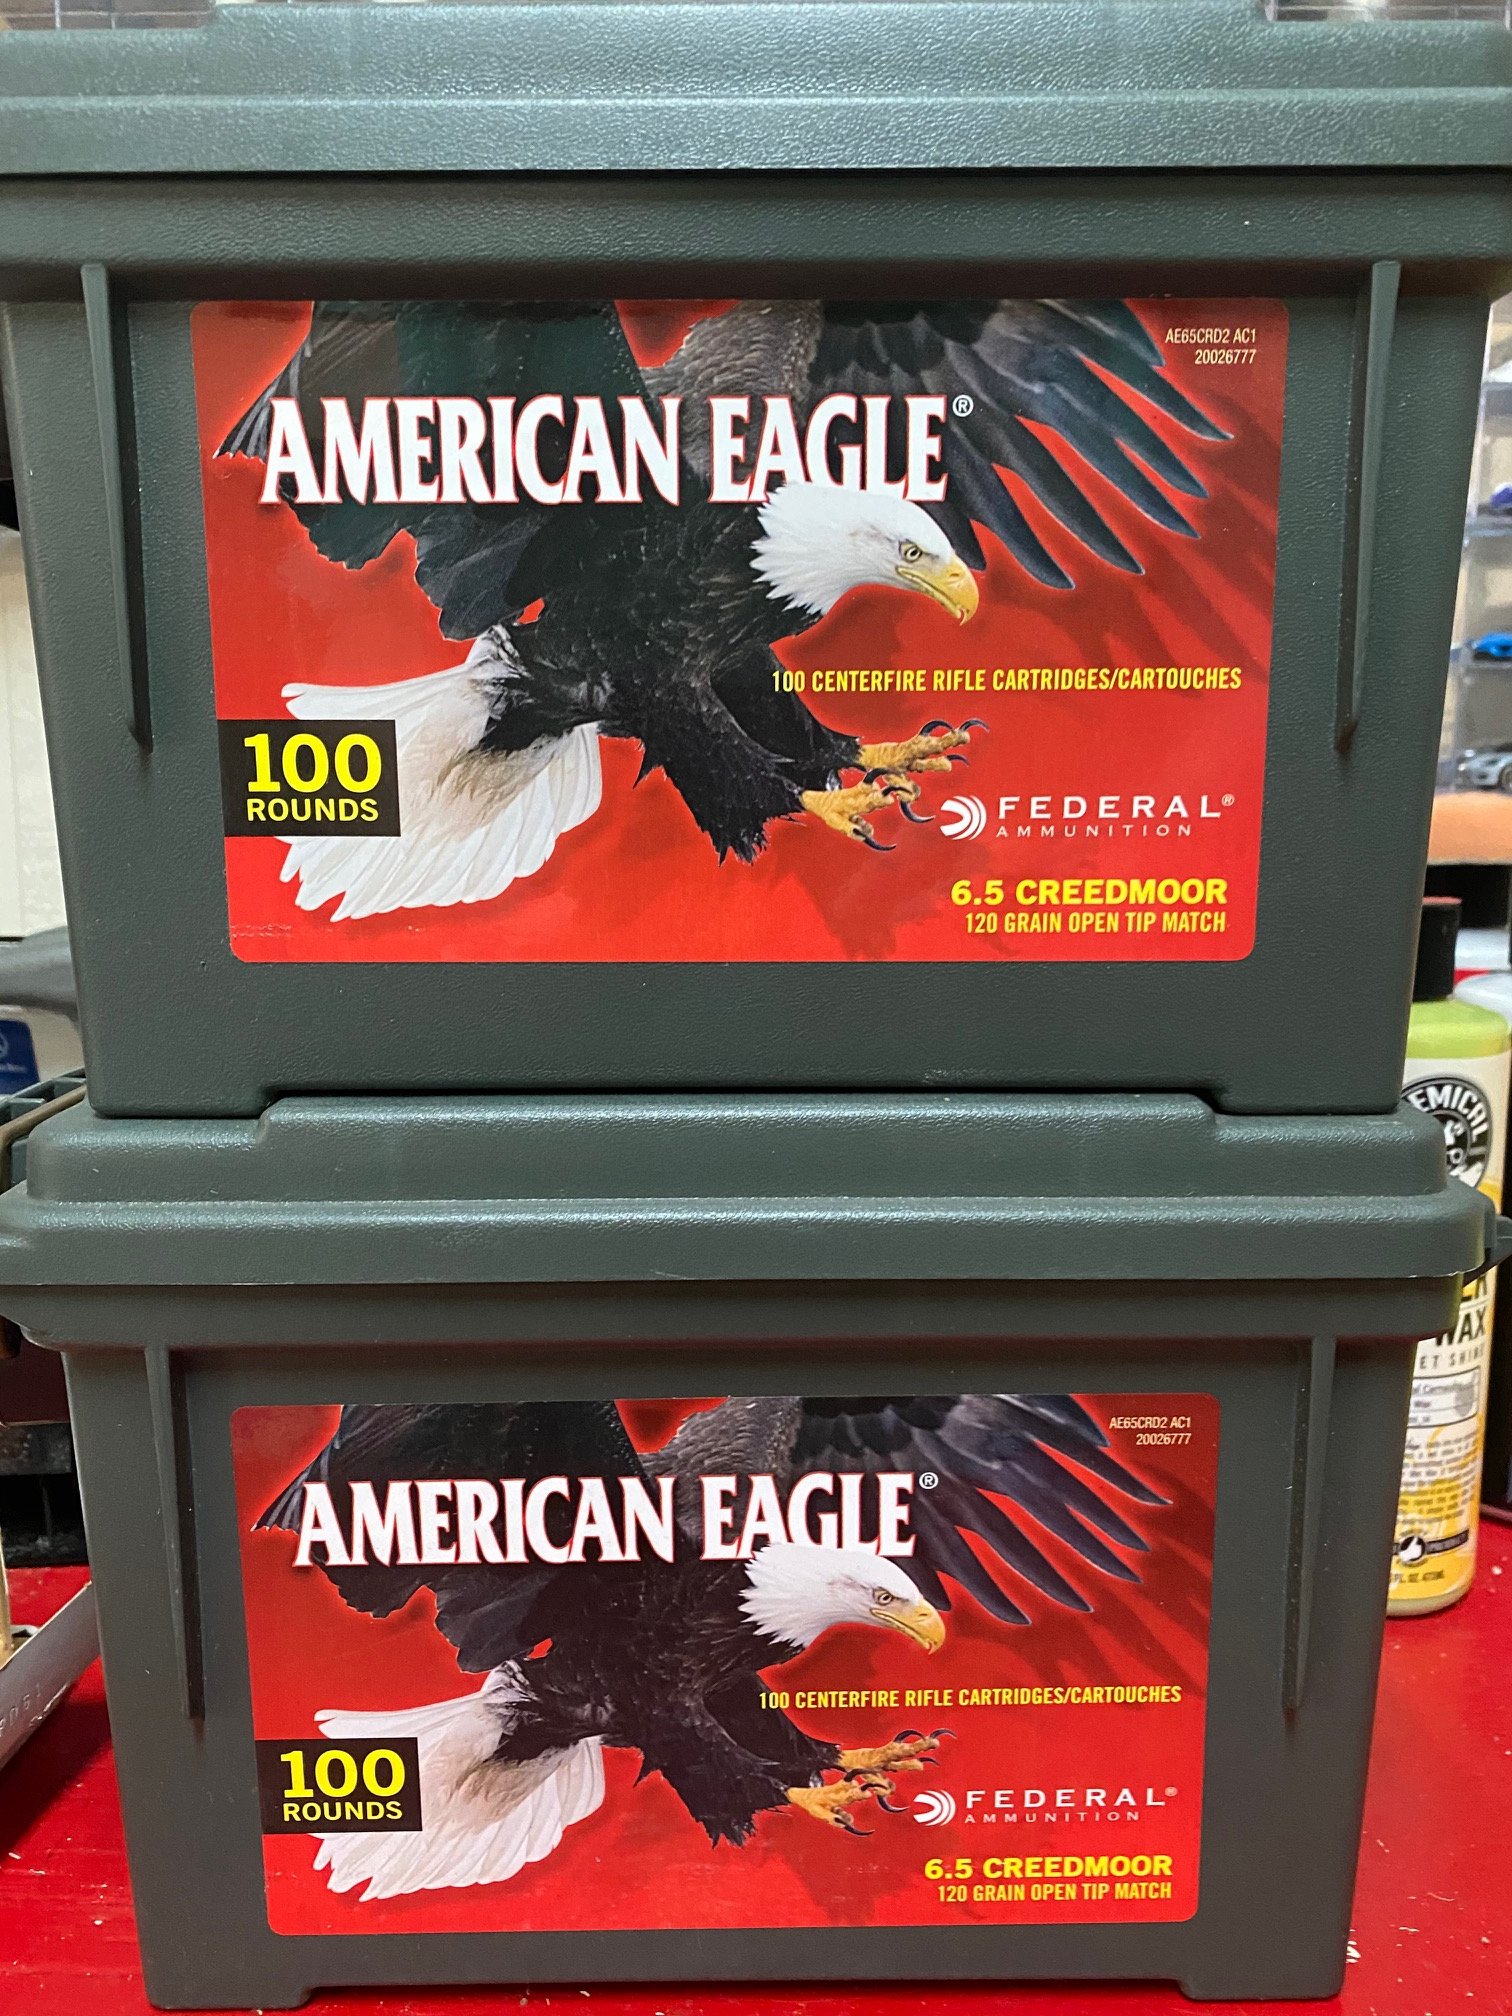 AE65CRD2 AC1
20026777
AMERICAN EAGLE®
100 CENTERFIRE RIFLE CARTRIDGES/CARTOUCHES
100
ROUNDS
FEDERAL®
AMMUNITION
6.5 CREEDMOOR
120 GRAIN OPEN TIP MATCH
AE65CRD2 AC1
20026777
AMERICAN EAGLE®
100 CENTERFIRE RIFLE CARTRIDGES/CARTOUCHES
100
ROUNDS
FEDERAL®
AMMUNITION
6.5 CREEDMOOR
120 GRAIN OPEN TIP MATCH
WAX